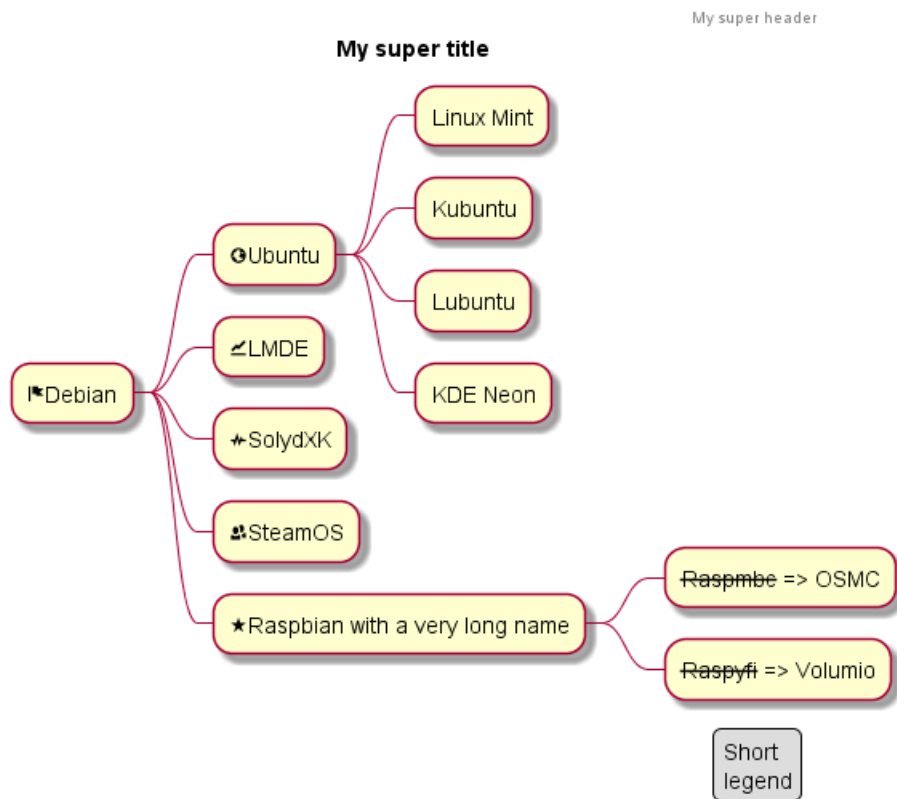 My super header
My super title
Debian
Ubuntu
Linux Mint
Kubuntu
Lubuntu
KDE Neon
LMDE
SolydXK
SteamOS
Raspbian with a very long name
Raspmbc => OSMC
Raspyfi => Volumio
Short
legend